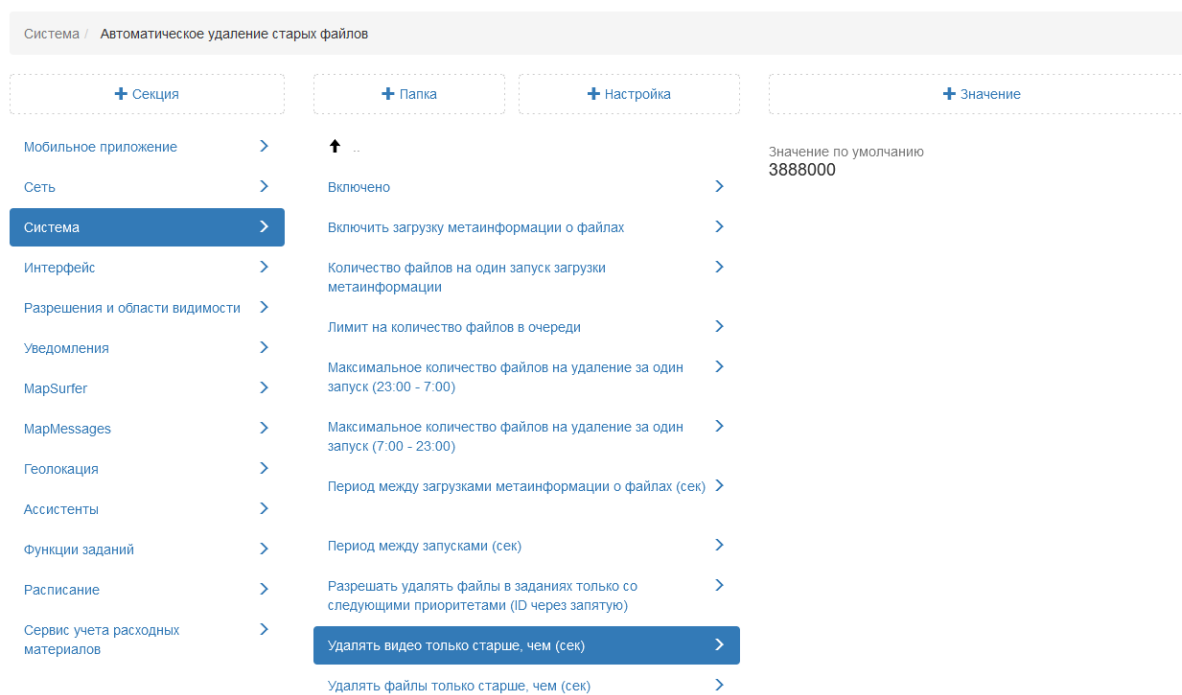 Система / Автоматическое удаление старых файлов
+ Секция
+ Папка
+ Настройка
+ Значение
Мобильное приложение
Сеть
Система
Интерфейс
Разрешения и области видимости
Уведомления
MapSurfer
MapMessages
Геолокация
Ассистенты
Функции заданий
Расписание
Сервис учета расходных
материалов
..
Включено
Включить загрузку метаинформации о файлах
Количество файлов на один запуск загрузки
метаинформации
Лимит на количество файлов в очереди
Максимальное количество файлов на удаление за один
запуск (23:00 - 7:00)
Максимальное количество файлов на удаление за один
запуск (7:00 - 23:00)
Период между загрузками метаинформации о файлах (сек)
Период между запусками (сек)
Разрешать удалять файлы в заданиях только со
следующими приоритетами (ID через запятую)
Удалять видео только старше, чем (сек)
Удалять файлы только старше, чем (сек)
Значение по умолчанию
3888000